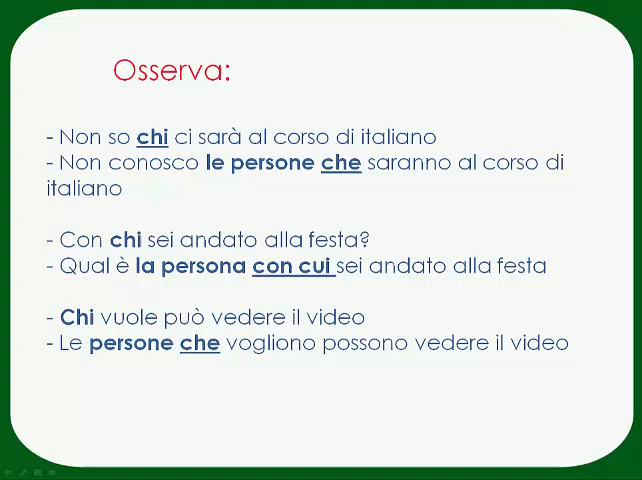 Osserva:
- Non so chi ci sarà al corso di italiano
- Non conosco le persone che saranno al corso di
italiano
- Con chi sei andato alla festa?
- Qual è la persona con cui sei andato alla festa
- Chi vuole può vedere il video
- Le persone che vogliono possono vedere il video